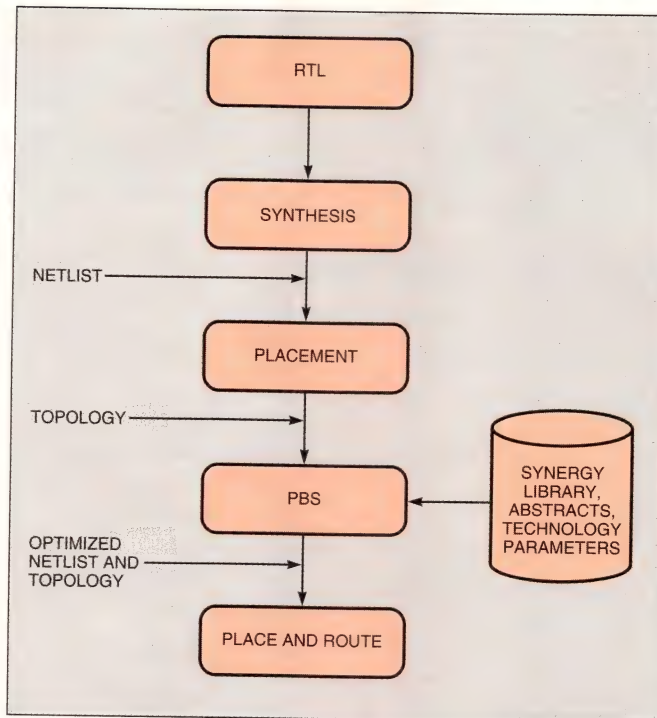 RTL
SYNTHESIS
NETLIST
PLACEMENT
TOPOLOGY
PBS
SYNERGY
LIBRARY,
ABSTRACTS,
TECHNOLOGY
PARAMETERS
OPTIMIZED
NETLIST AND
TOPOLOGY
PLACE AND ROUTE